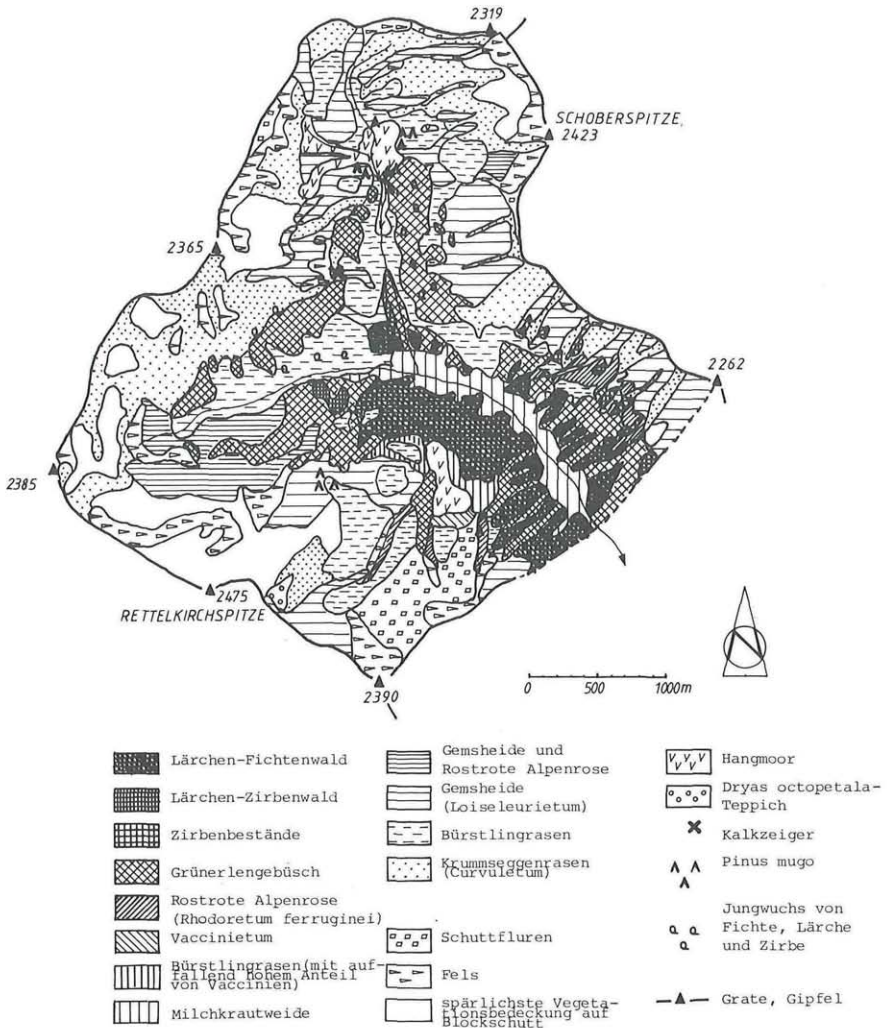 2319
SCHOBERSPITZE
2423
2365
2262
2385
2475
RETTELKIRCHSPITZE
2390
N
0 500 1000m
Lärchen-Fichtenwald
Lärchen-Zirbenwald
Zirbenbestände
Grünerlengebüsch
Rostrote Alpenrose
(Rhodoretum ferruginei)
Vaccinietum
Bürstlingrasen(mit auf-
fallend hohem Anteil
von Vaccinien)
Milchkrautweide
Gemsheide und
Rostrote Alpenrose
Gemsheide
(Loiseleurietum)
Bürstlingrasen
Krummseggenrasen
(Curvuletum)
Schuttfluren
Fels
spärlichste Vegeta-
tionsbedeckung auf
Blockschutt
Hangmoor
Dryas octopetala-
Teppich
Kalkzeiger
Pinus mugo
Jungwuchs von
Fichte, Lärche
und Zirbe
Grate, Gipfel